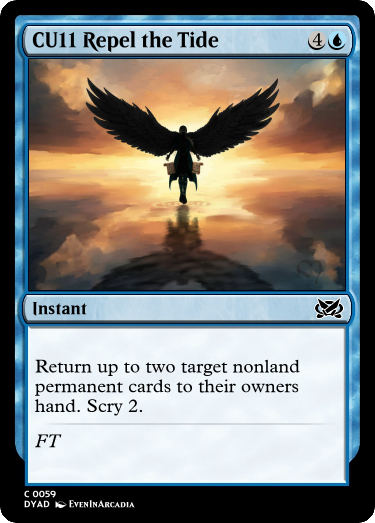 CU11 Repel the Tide 4
Instant
Return up to two target nonland
permanent cards to their owners
hand. Scry 2.
FT
C 0059
DYAD EvenInArcadia